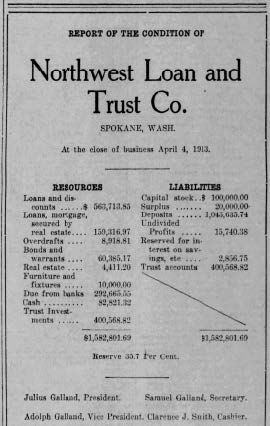 REPORT OF THE CONDITION OF
Northwest Loan and
Trust Co.
SPOKANE, WASH.
At the close of business April 4, 1913.
RESOURCES
Loans and dis-
counts ......$ 563,713.85
Loans, mortgage,
secured by
real estate.... 159,316.97
Overdrafts .... 8,918.81
Bonds and
warrants .... 60,385.17
Real estate .... 4,411.20
Furniture and
fixtures ..... 10,000.00
Due from banks 292,665.55
Cash .......... 82,821.32
Trust Invest-
ments ...... 400,568.82
$1,582,801.69
LIABILITIES
Capital stock..$ 100,000.00
Surplus ...... 20,000.00
Deposits ...... 1,045,635.74
Undivided
Profits ..... 15,740.38
Reserved for in-
terest on sav-
ings, etc .... 2,856.75
Trust accounts 400,568.82
$1,582,801.69
Reserve 35.7 Per Cent.
Julius Galland, President. Samuel Galland, Secretary.
Adolph Galland, Vice President. Clarence J. Smith, Cashier.